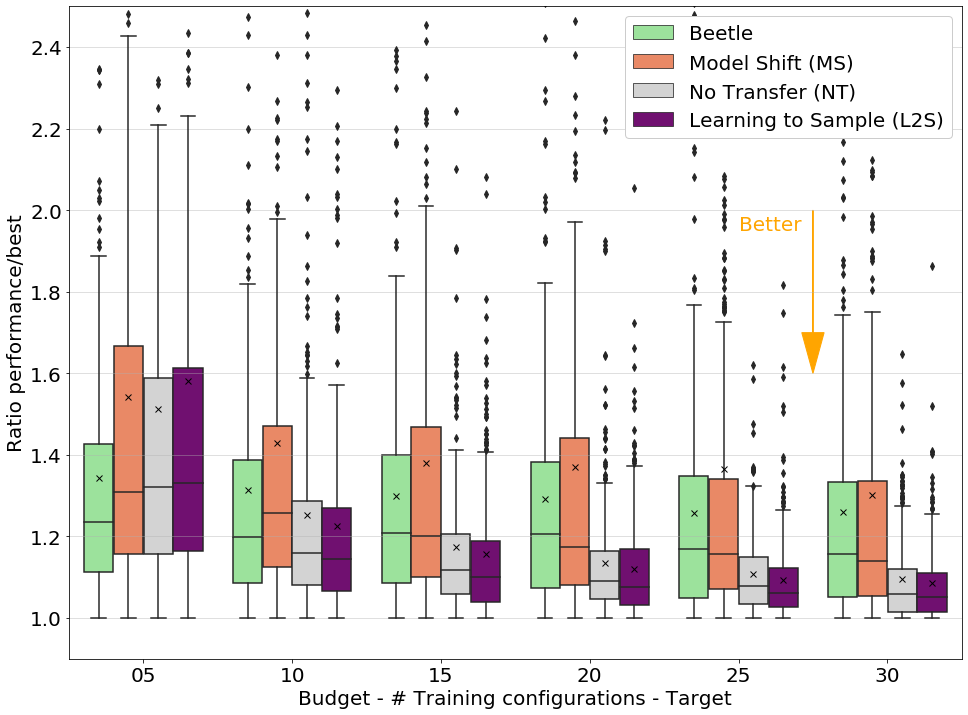 Ratio performance/best
2.4
2.2
2.0
1.8
1.6
1.4
1.2
1.0
Beetle
Model Shift (MS)
No Transfer (NT)
Learning to Sample (L2S)
Better
05 10 15 20 25 30
Budget - # Training configurations - Target